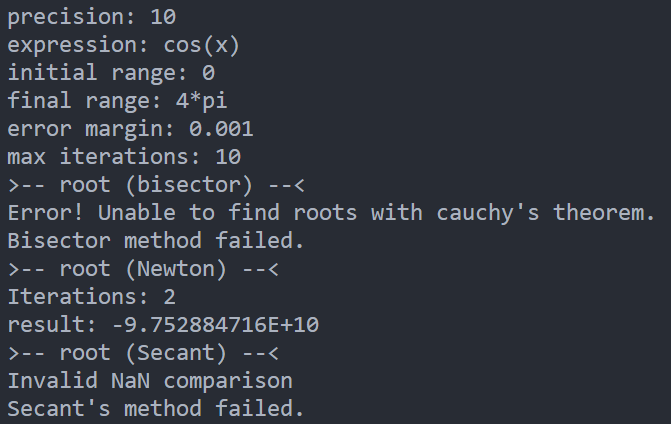 precision: 10
expression: cos(x)
initial range: 0
final range: 4*pi
error margin: 0.001
max iterations: 10
>-- root (bisector) --<
Error! Unable to find roots with cauchy's theorem.
Bisector method failed.
>-- root (Newton) --<
Iterations: 2
result: -9.752884716E+10
>-- root (Secant) --<
Invalid NaN comparison
Secant's method failed.